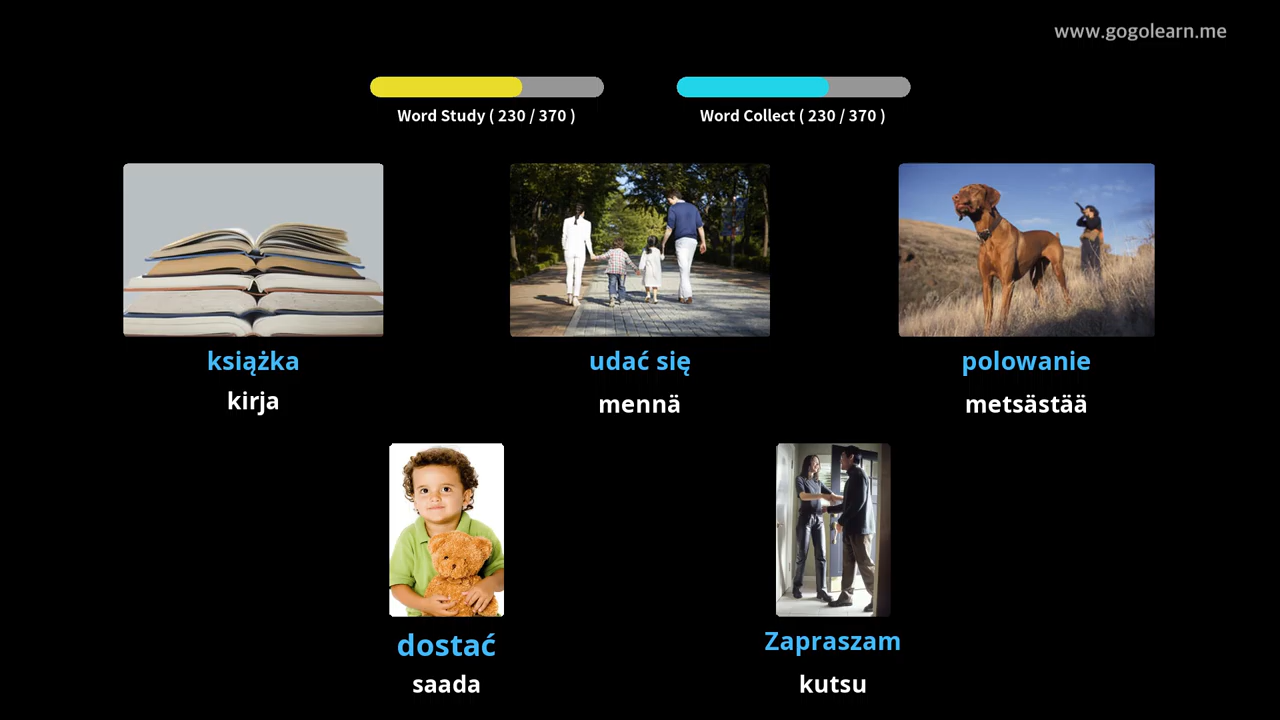 www.gogolearn.me
Word Study ( 230 / 370 )
Word Collect ( 230 / 370 )
książka
udać się
polowanie
kirja
mennä
metsästää
dostać
Zapraszam
saada
kutsu